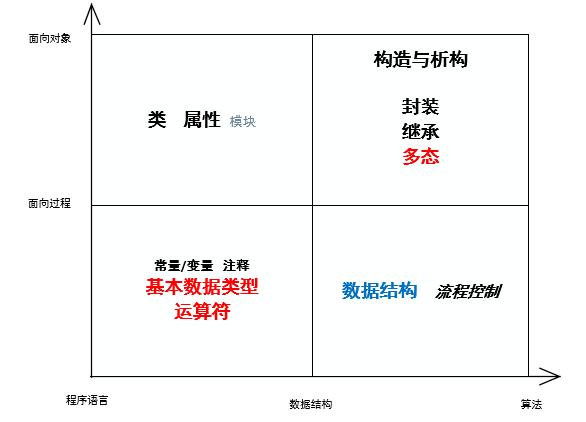 面向对象
构造与析构
类 属性 模块
封装
继承
多态
面向过程
常量/变量 注释
基本数据类型
运算符
数据结构 流程控制
程序语言
数据结构
算法